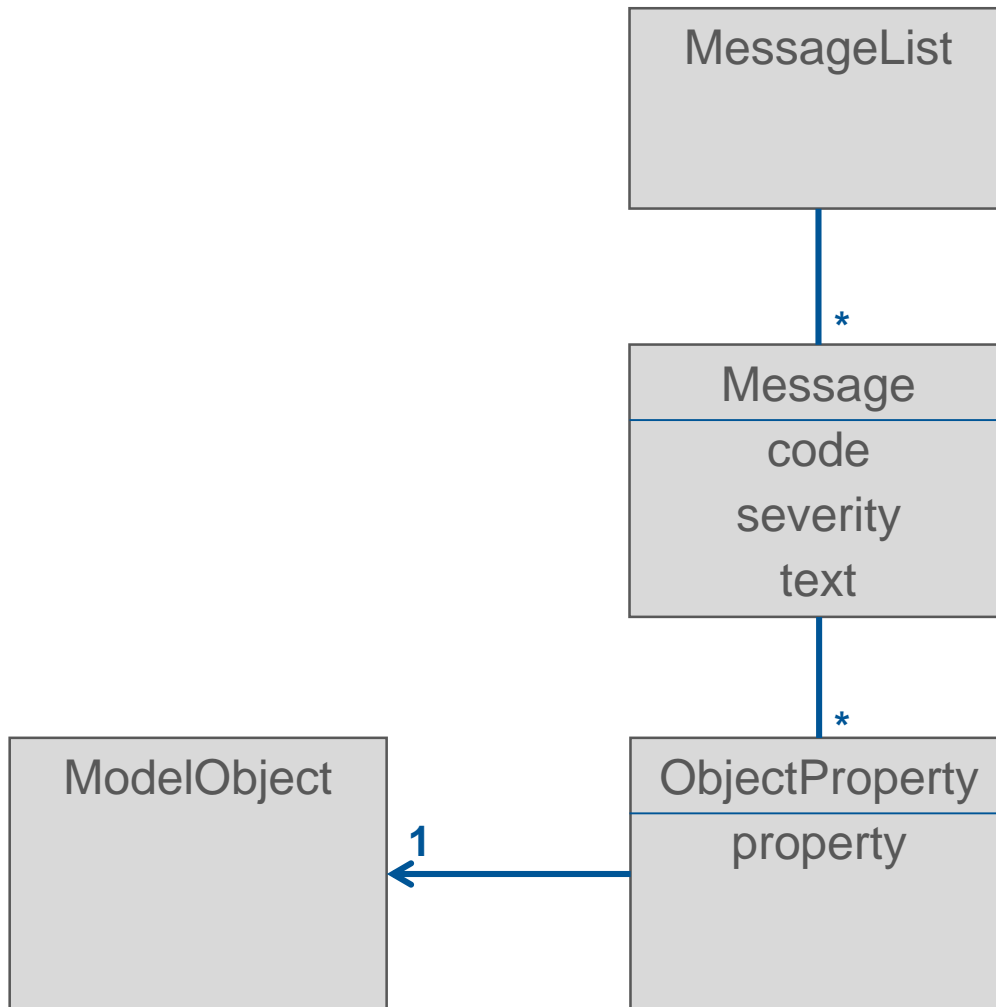 MessageList
*
Message
code
severity
text
*
ModelObject
ObjectProperty
1
property